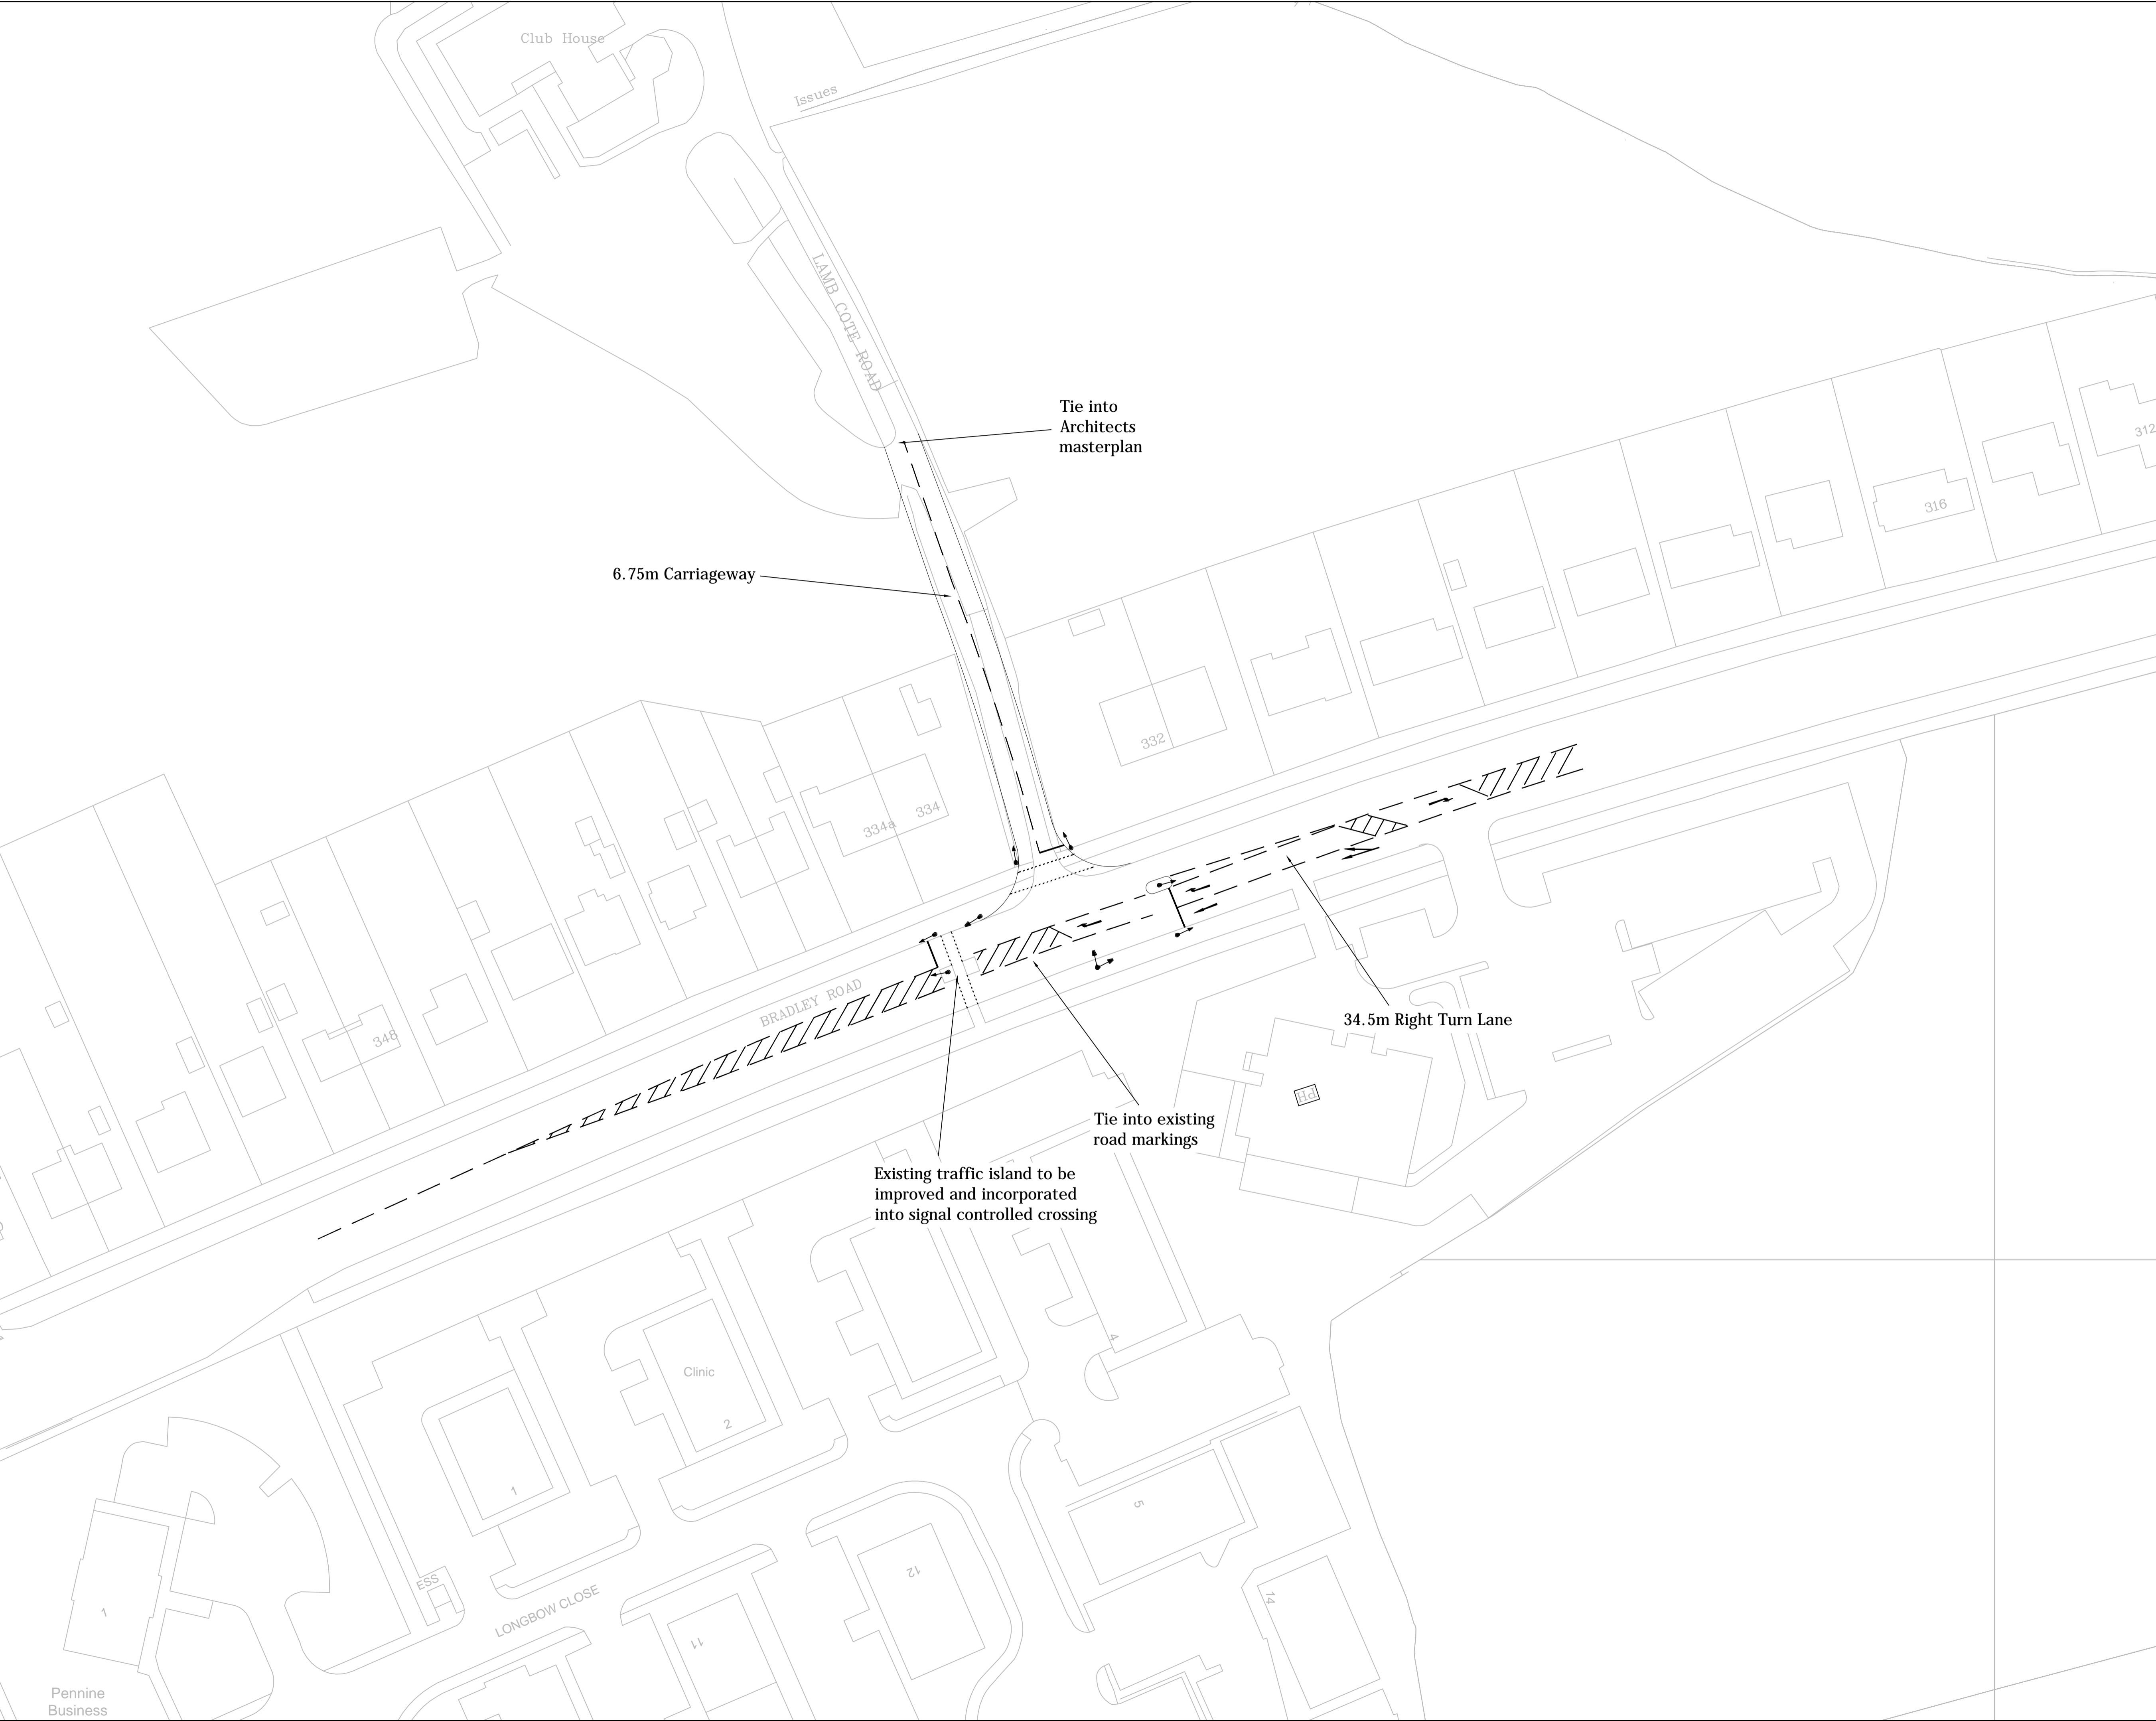 Club House
Issues
LAMB COTE ROAD
Tie into
Architects
masterplan
312
316
6.75m Carriageway
332
334
334a
348
BRADLEY ROAD
34.5m Right Turn Lane
PH
Tie into existing
road markings
Existing traffic island to be
improved and incorporated
into signal controlled crossing
4
Clinic
2
1
5
ESS
LONGBOW CLOSE
12
14
11
1
Pennine
Business